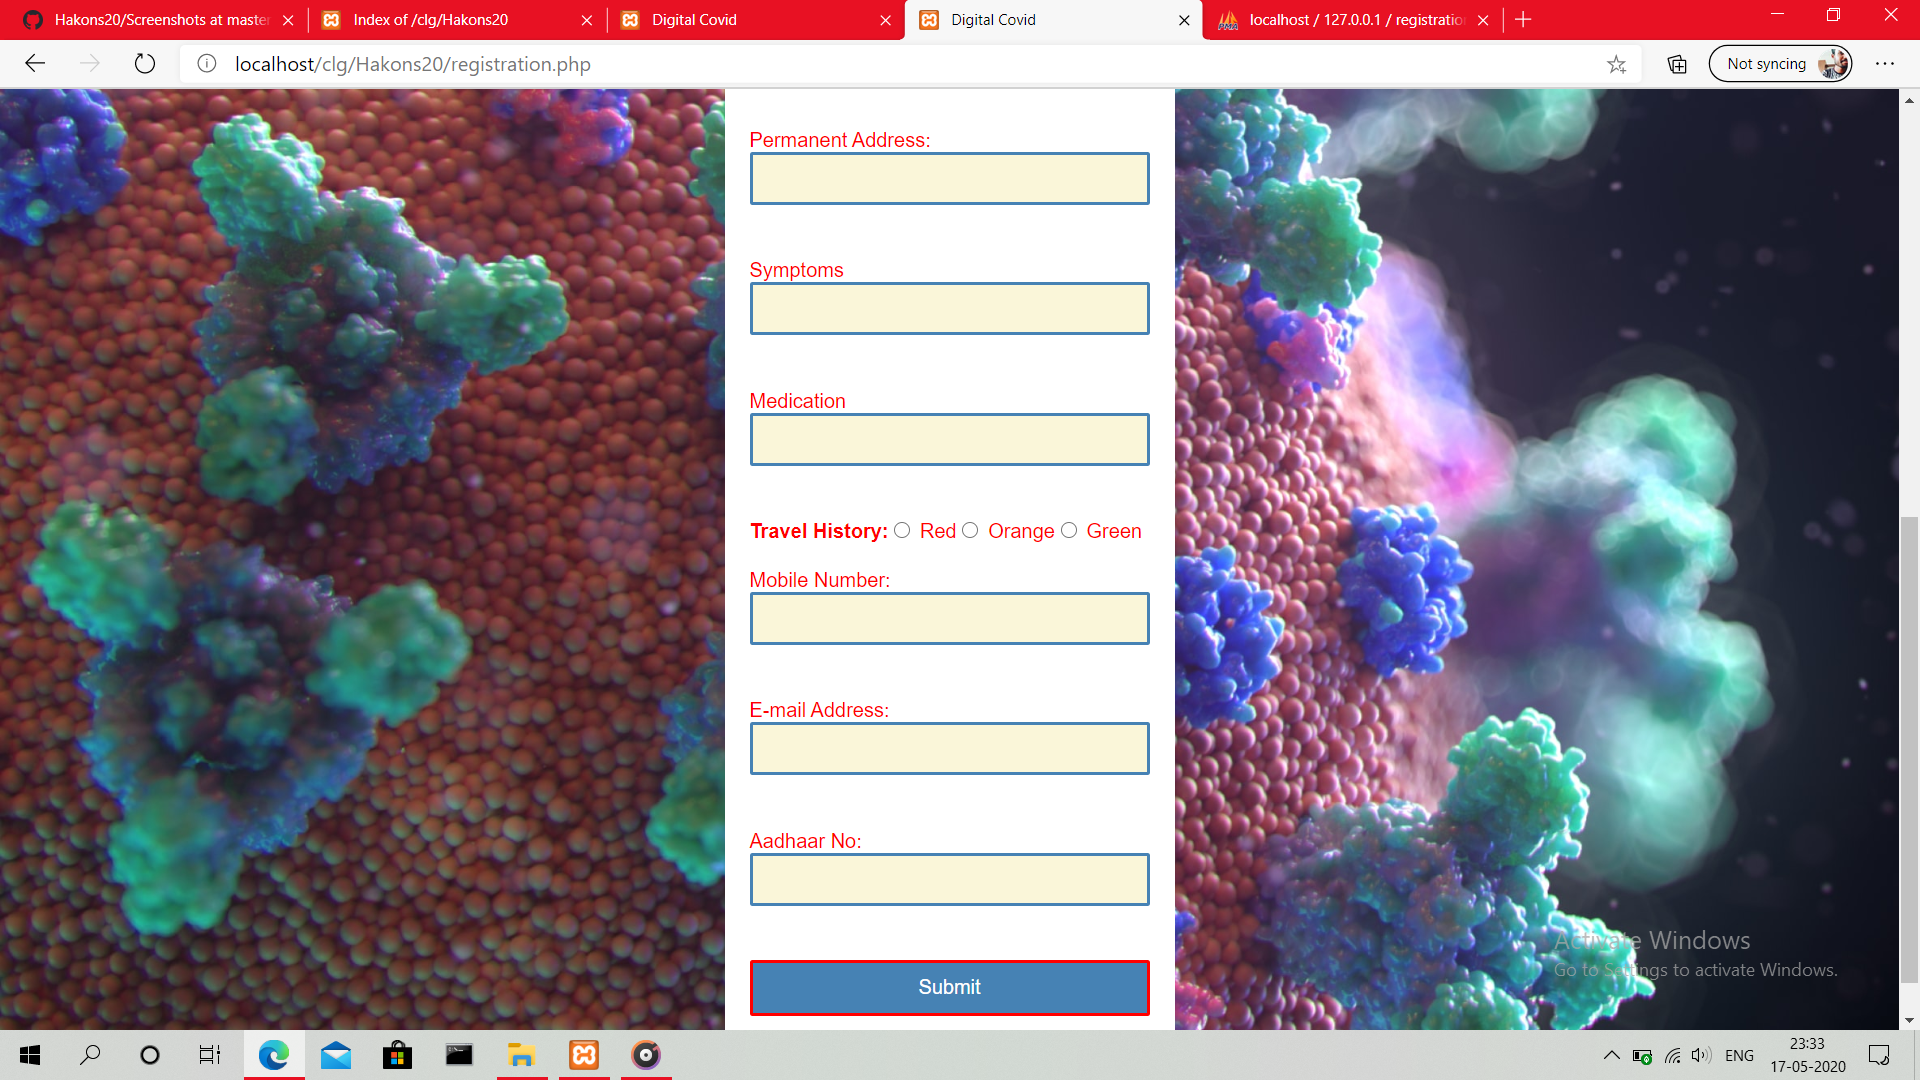 Hakons20/Screenshots at master
Index of /clg/Hakons20
Digital Covid
Digital Covid
localhost / 127.0.0.1 / registratio
localhost/clg/Hakons20/registration.php
Not syncing
Permanent Address:
Symptoms
Medication
Travel History: Red Orange Green
Mobile Number:
E-mail Address:
Aadhaar No:
Submit
Activate Windows
Go to Settings to activate Windows.
ENG
23:33
17-05-2020